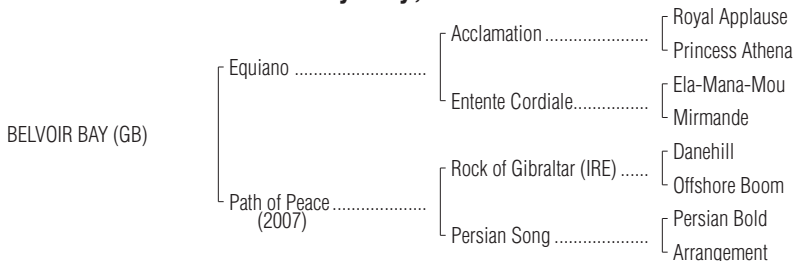 Royal Applause
Acclamation
Princess Athena
Equiano
Ela-Mana-Mou
Entente Cordiale
Mirmande
BELVOIR BAY (GB)
Danehill
Rock of Gibraltar (IRE)
Offshore Boom
Path of Peace
(2007)
Persian Bold
Persian Song
Arrangement